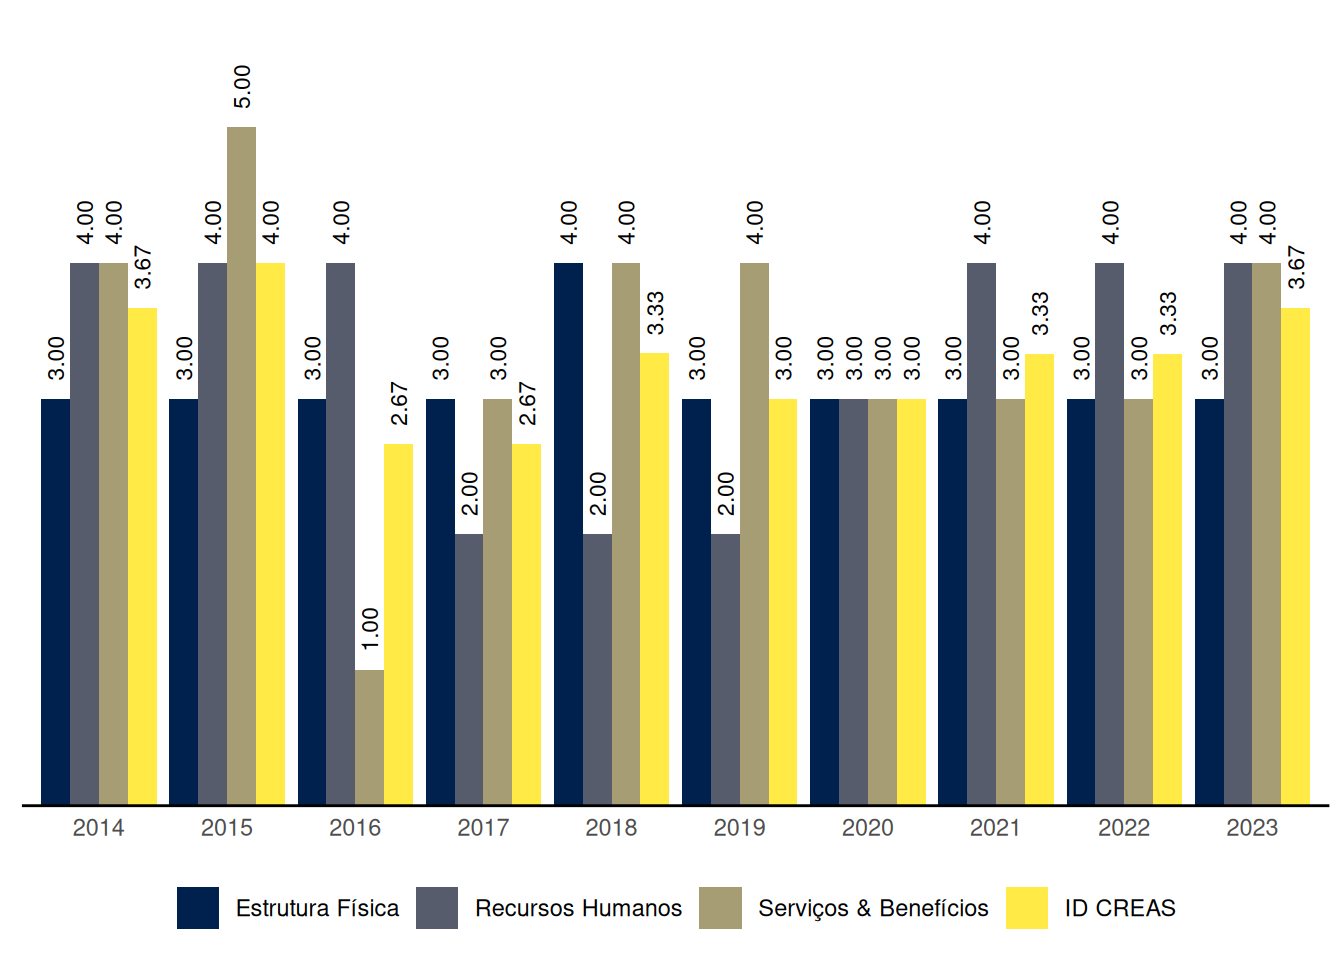 3.00 4.00 4.00 3.67
3.00 4.00 5.00 4.00
3.00 4.00 1.00 2.67
3.00 2.00 3.00 2.67
4.00 2.00 4.00 3.33
3.00 2.00 4.00 3.00
3.00 3.00 3.00 3.00
3.00 4.00 3.00 3.33
3.00 4.00 3.00 3.33
3.00 4.00 4.00 3.67
2014 2015 2016 2017 2018 2019 2020 2021 2022 2023
Estrutura Física Recursos Humanos Serviços & Benefícios ID CREAS